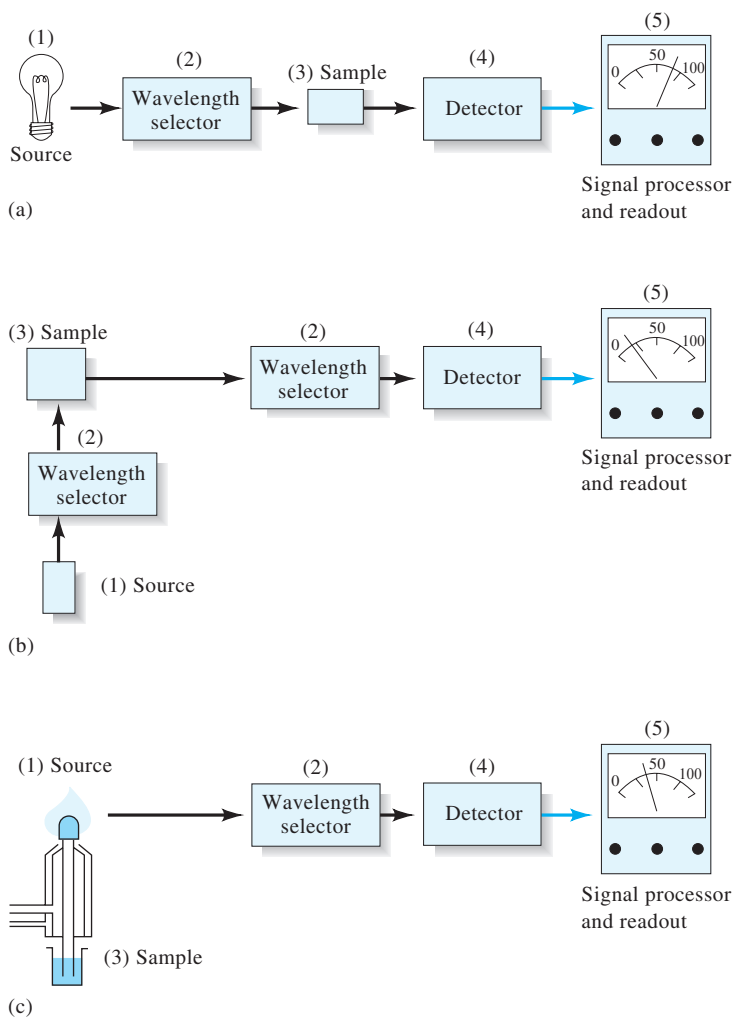 (1)
Source
(2)
Wavelength
selector
(3) Sample
(4)
Detector
(5)
0
50
100
Signal processor
and readout
(a)
(3) Sample
(2)
Wavelength
selector
(1) Source
(2)
Wavelength
selector
(4)
Detector
(5)
0
50
100
Signal processor
and readout
(b)
(1) Source
(3) Sample
(2)
Wavelength
selector
(4)
Detector
(5)
0
50
100
Signal processor
and readout
(c)